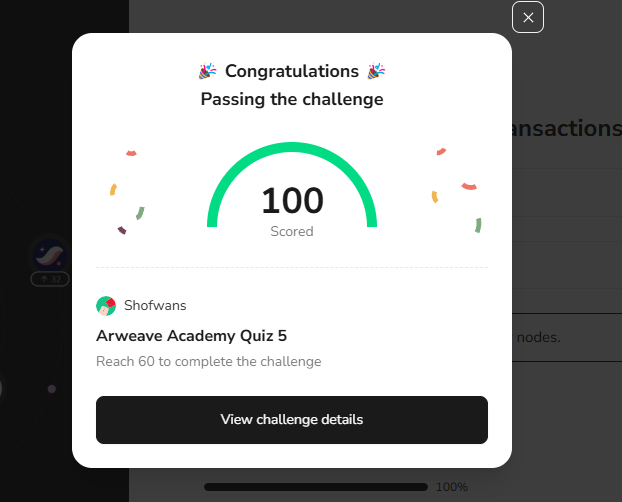 Congratulations
Passing the challenge
ansactions
100
Scored
Shofwans
Arweave Academy Quiz 5
nodes.
Reach 60 to complete the challenge
View challenge details
100%